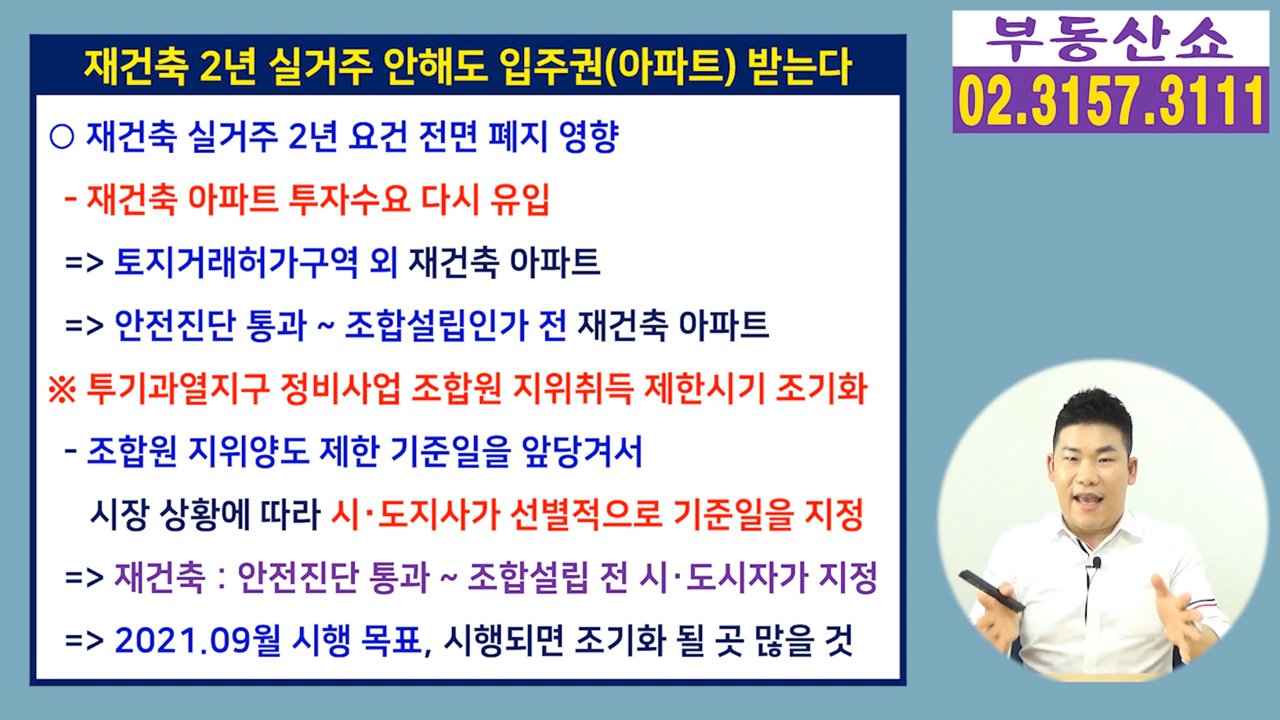 재건축 2년 실거주 안해도 입주권(아파트) 받는다
○ 재건축 실거주 2년 요건 전면 폐지 영향
- 재건축 아파트 투자수요 다시 유입
=> 토지거래허가구역 외 재건축 아파트
=> 안전진단 통과 ~ 조합설립인가 전 재건축 아파트
※ 투기과열지구 정비사업 조합원 지위취득 제한시기 조기화
- 조합원 지위양도 제한 기준일을 앞당겨서
시장 상황에 따라 시·도지사가 선별적으로 기준일을 지정
=> 재건축 : 안전진단 통과 ~ 조합설립 전 시·도시자가 지정
=> 2021.09월 시행 목표, 시행되면 조기화 될 곳 많을 것
부동산쇼
02.3157.3111